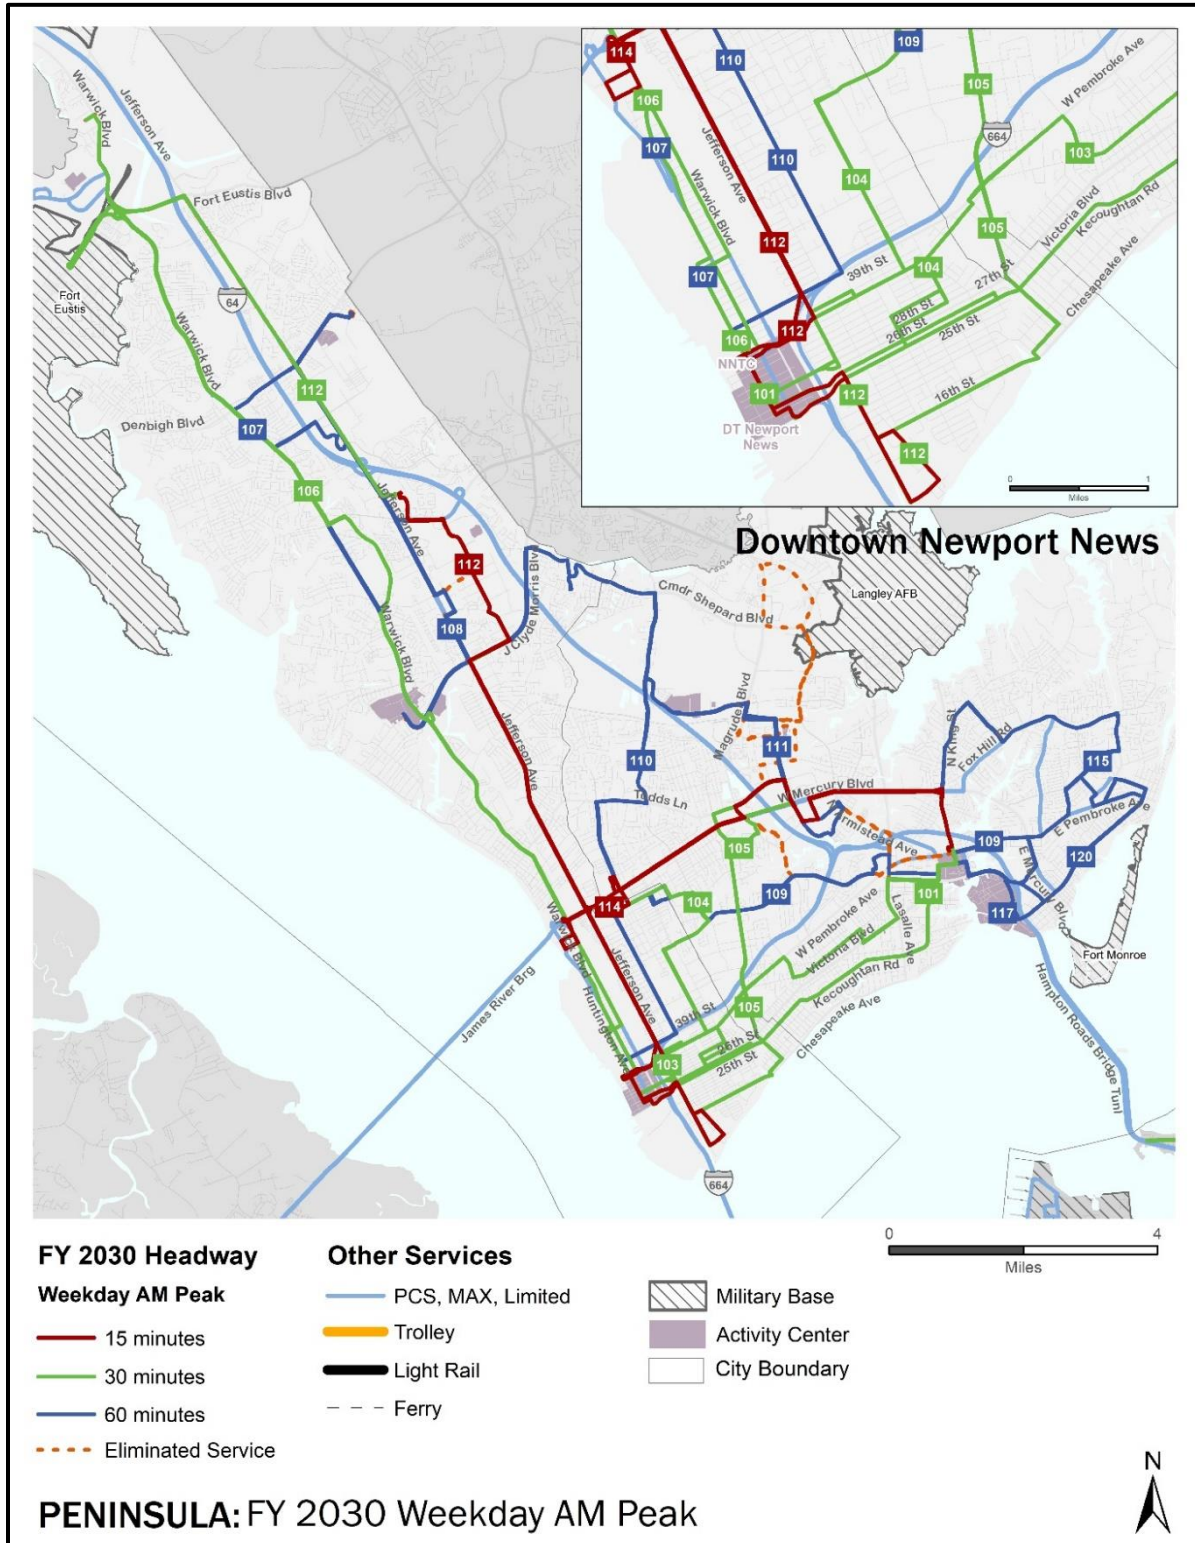 114
109
110
105
W Pembroke Ave
106
664
Jefferson Ave
107
110
103
104
Warwick Blvd
Victoria Blvd
Kecoughtan Rd
112
105
107
39th St
104
27th St
Chesapeake Ave
28th St
112
26th St
25th St
106
NNTC
101
112
16th St
DT Newport
News
112
0
1
Miles
Downtown Newport News
Warwick Blvd
Jefferson Ave
Fort Eustis Blvd
Fort
Eustis
64
Warwick Blvd
112
Denbigh Blvd
107
106
Jefferson Ave
112
J Clyde Morris Blvd
Cmdr Shepard Blvd
Langley AFB
108
Warwick Blvd
Jefferson Ave
Magruder Blvd
N King St
Fox Hill Rd
111
110
115
W Mercury Blvd
Todds Ln
N Armistead Ave
E Pembroke Ave
105
109
E Mercury Blvd
120
109
101
104
114
Warwick Blvd
W Pembroke Ave
Lasalle Ave
117
Victoria Blvd
Fort Monroe
Jefferson Ave
Kecoughtan Rd
James River Brg
Huntington Ave
39th St
105
Chesapeake Ave
Hampton Roads Bridge Tunl
26th St
103
25th St
664
FY 2030 Headway
Weekday AM Peak
15 minutes
30 minutes
60 minutes
Eliminated Service
Other Services
PCS, MAX, Limited
Trolley
Light Rail
Ferry
0
4
Miles
Military Base
Activity Center
City Boundary
N
PENINSULA: FY 2030 Weekday AM Peak